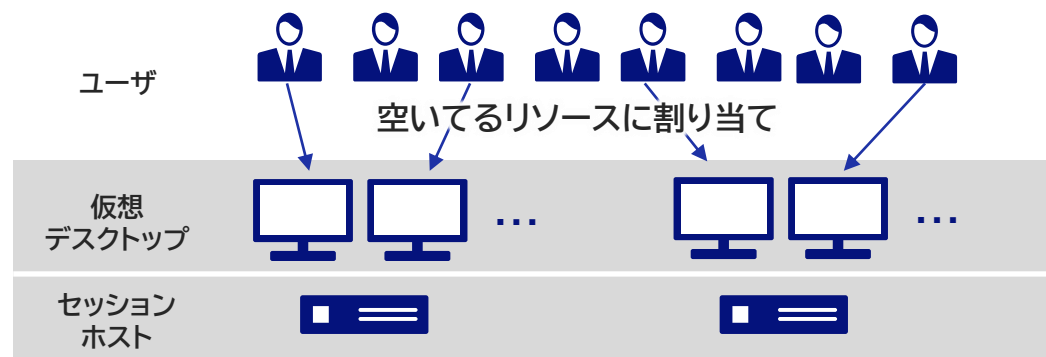 ユーザ
空いてるリソースに割り当て
仮想
デスクトップ
...
...
セッション
ホスト